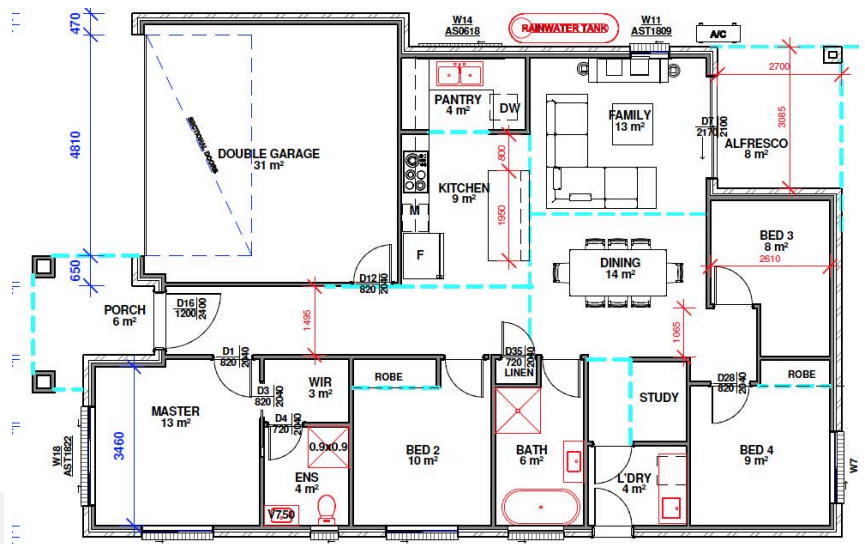 470
W14
AS0618
RAINWATER TANK
W11
AST1809
A/C
2700
PANTRY
4 m²
DW
FAMILY
13 m²
3085
D7
2170
2100
ALFRESCO
8 m²
4810
SECTIONAL DOORS
DOUBLE GARAGE
31 m²
800
KITCHEN
9 m²
M
1950
F
BED 3
8 m²
2610
DINING
14 m²
650
D12
820
2040
PORCH
6 m²
D16
1200
2400
1495
1065
D1
820
2040
D35
720
2040
LINEN
WIR
3 m²
D3
820
2040
ROBE
D28
820
2040
ROBE
MASTER
13 m²
D4
720
2040
STUDY
3460
W18
AST1822
0.9x0.9
ENS
4 m²
V750
BED 2
10 m²
BATH
6 m²
L'DRY
4 m²
BED 4
9 m²
W7